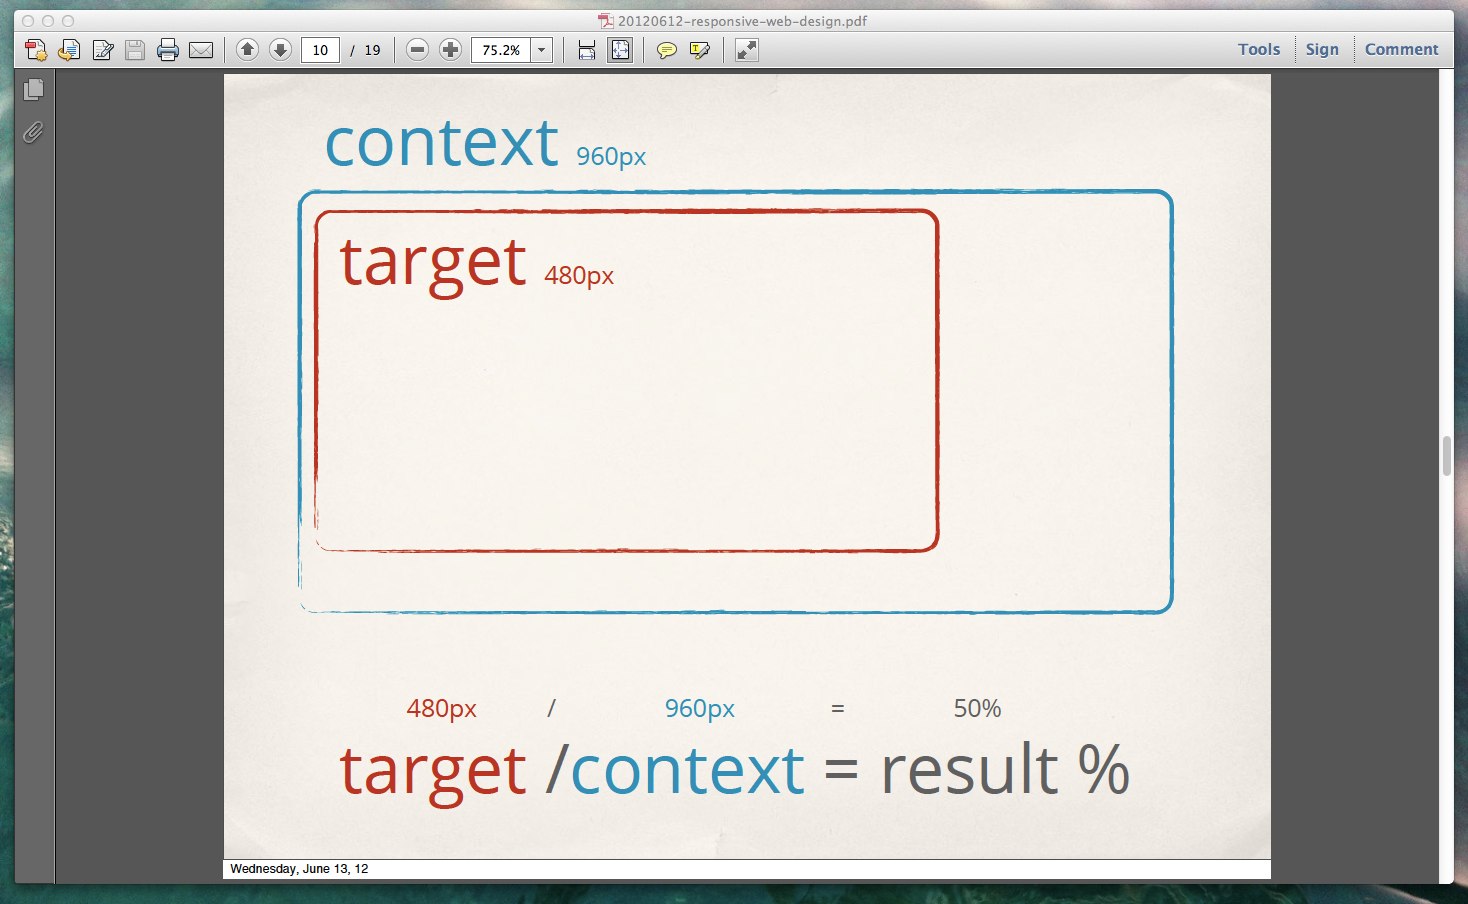 20120612-responsive-web-design.pdf
10 / 19 75.2% Tools Sign Comment
context 960px
target 480px
480px / 960px = 50%
target /context = result %
Wednesday, June 13, 12